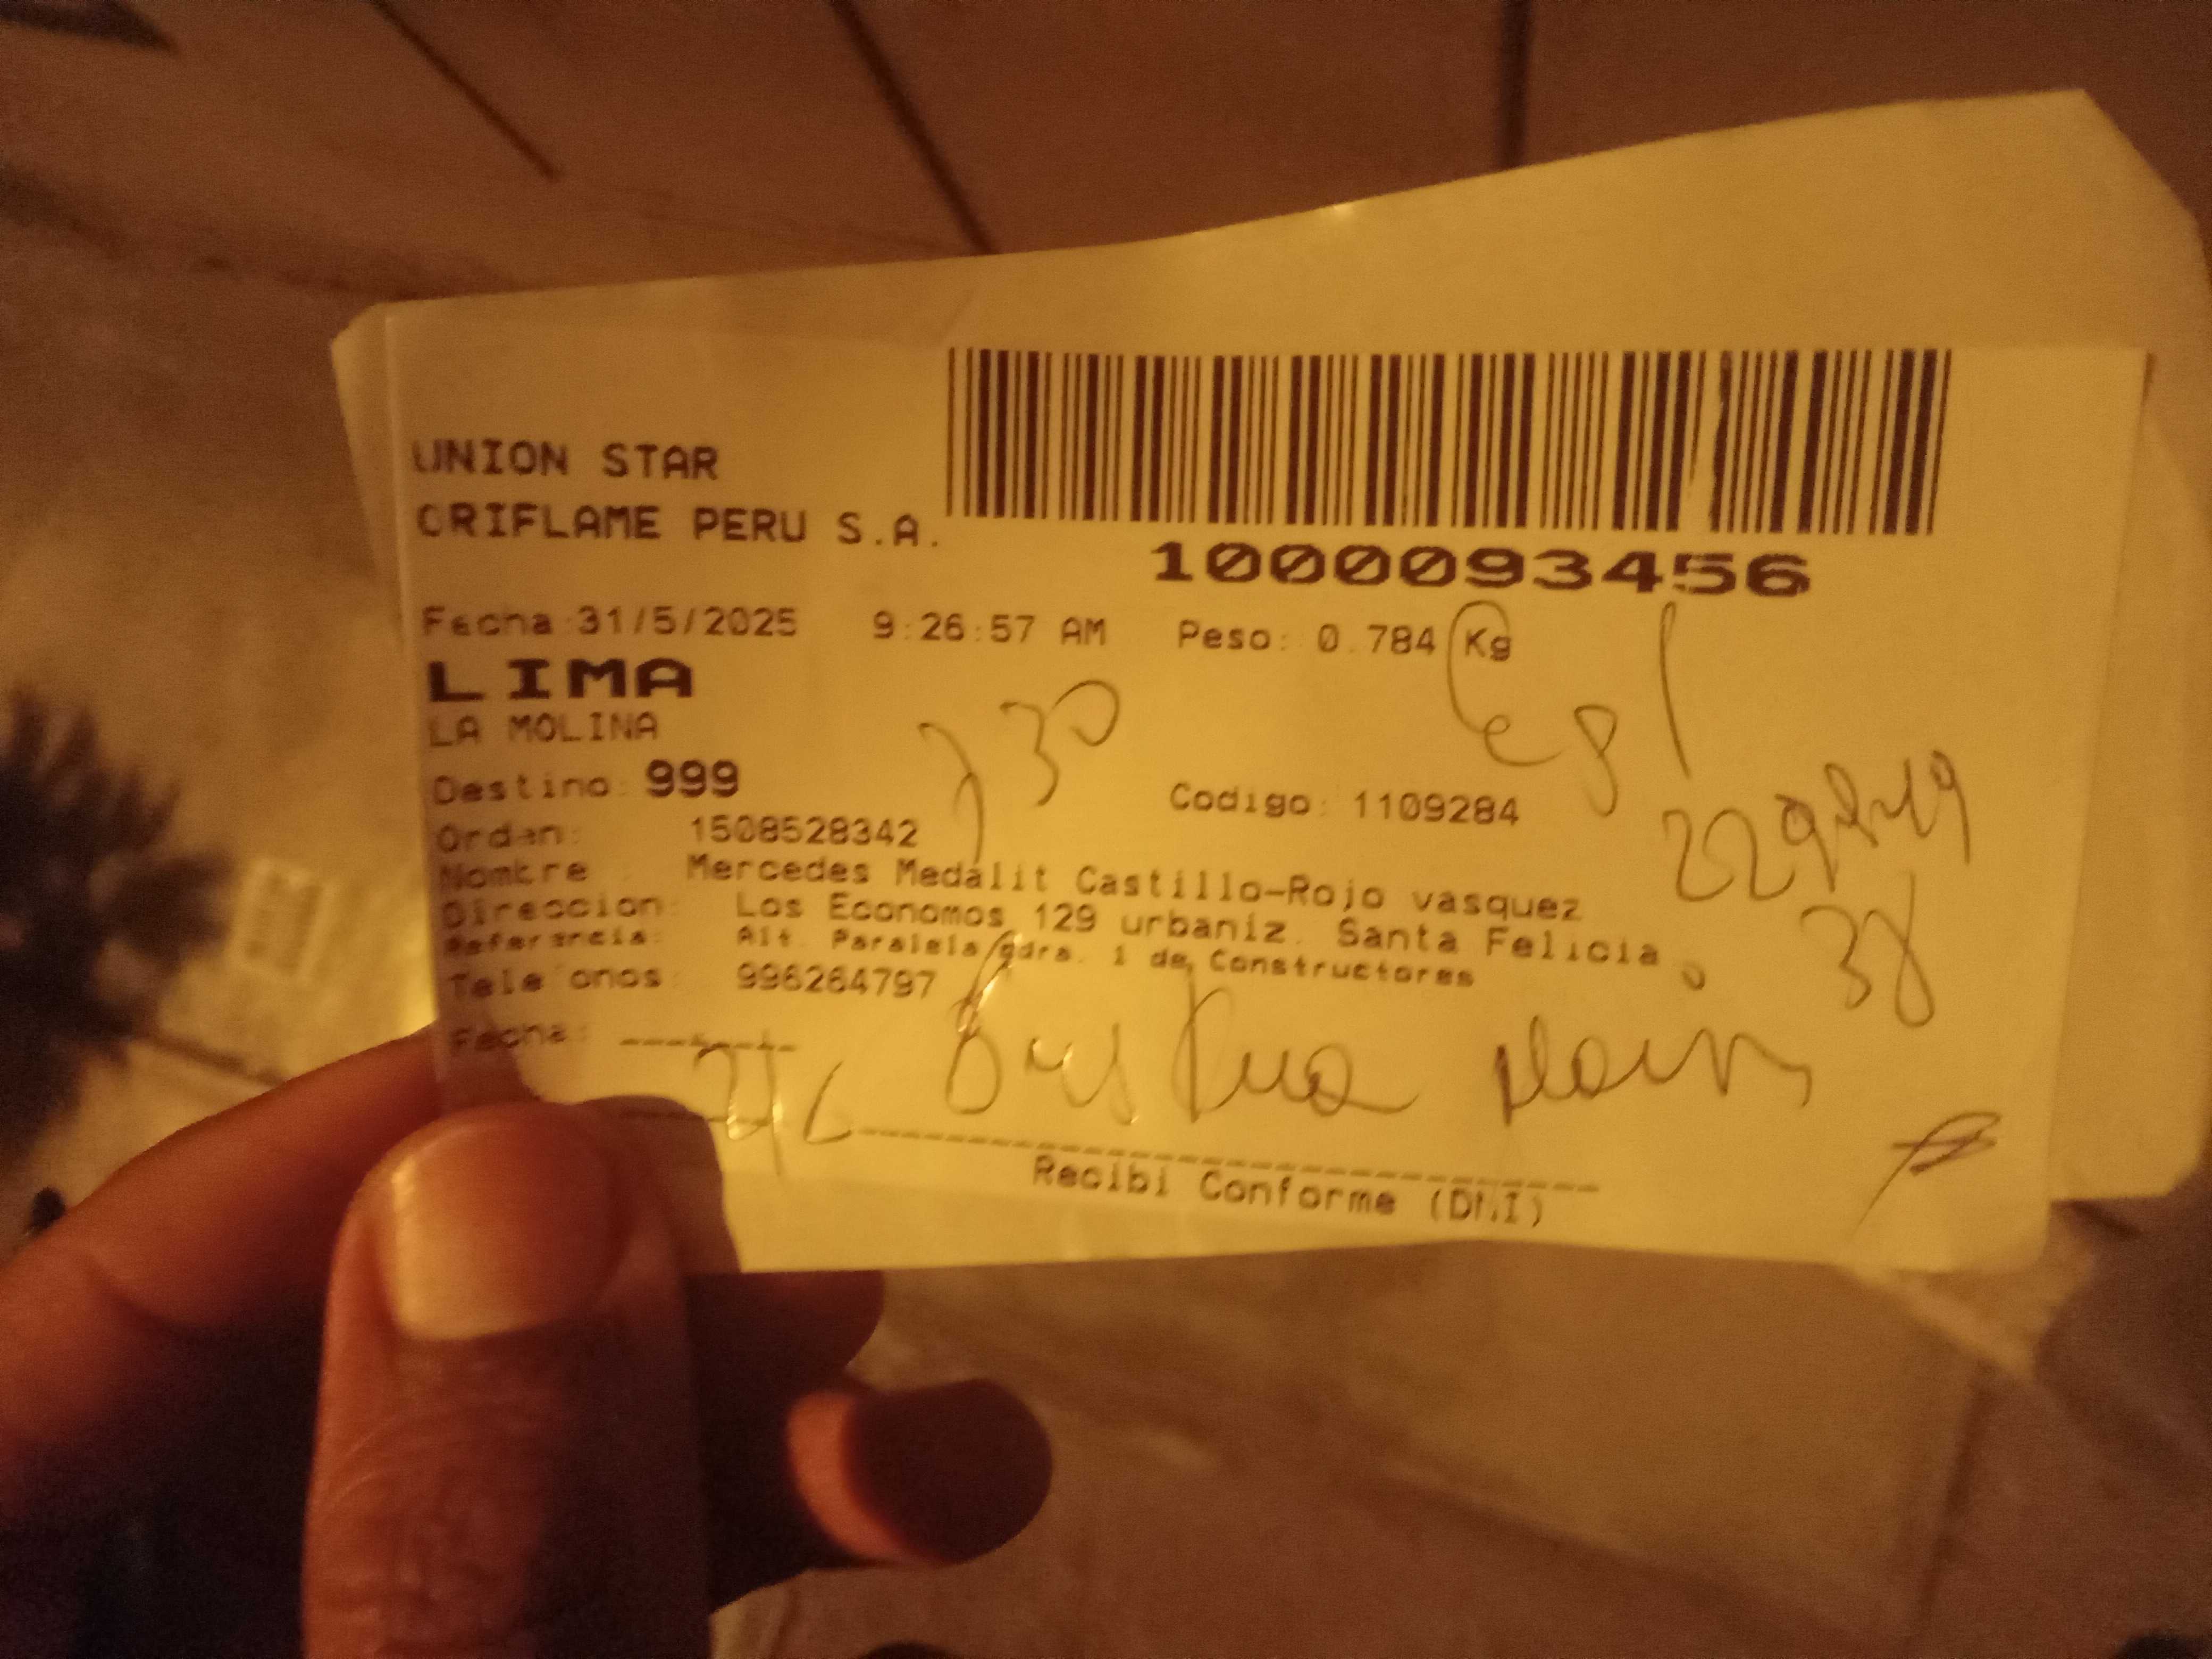 UNION STAR
ORIFLAME PERU S.A.
1000093456
Fecha:31/5/2025 9:26:57 AM Peso: 0.784 Kg
LIMA
LA MOLINA
730
Destino: 999
Codigo: 1109284
Orden: 1508528342
Nombre : Mercedes Medalit Castillo-Rojo vasquez
Direccion: Los Economos 129 urbaniz. Santa Felicia
38
Referencia: Alt. Paralela cdra. 1 de Constructores
Telefonos: 996264797
Fecha:
Recibi Conforme (DNI)